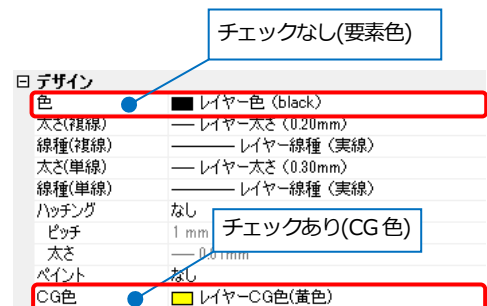 チェックなし(要素色)
デザイン
色 レイヤー色 (black)
太さ(複線) レイヤー太さ (0.20mm)
線種(複線) レイヤー線種 (実線)
太さ(単線) レイヤー太さ (0.30mm)
線種(単線) レイヤー線種 (実線)
ハッチング なし
チェックあり(CG色)
ピッチ 1 mm
太さ 0.01mm
ペイント なし
CG色 レイヤーCG色(黄色)